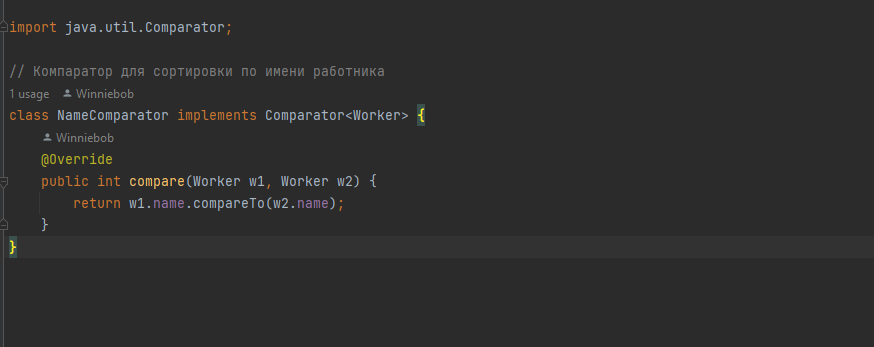 import java.util.Comparator;
// Компаратор для сортировки по имени работника
1 usage Winniebob
class NameComparator implements Comparator<Worker> {
Winniebob
@Override
public int compare(Worker w1, Worker w2) {
return w1.name.compareTo(w2.name);
}
}